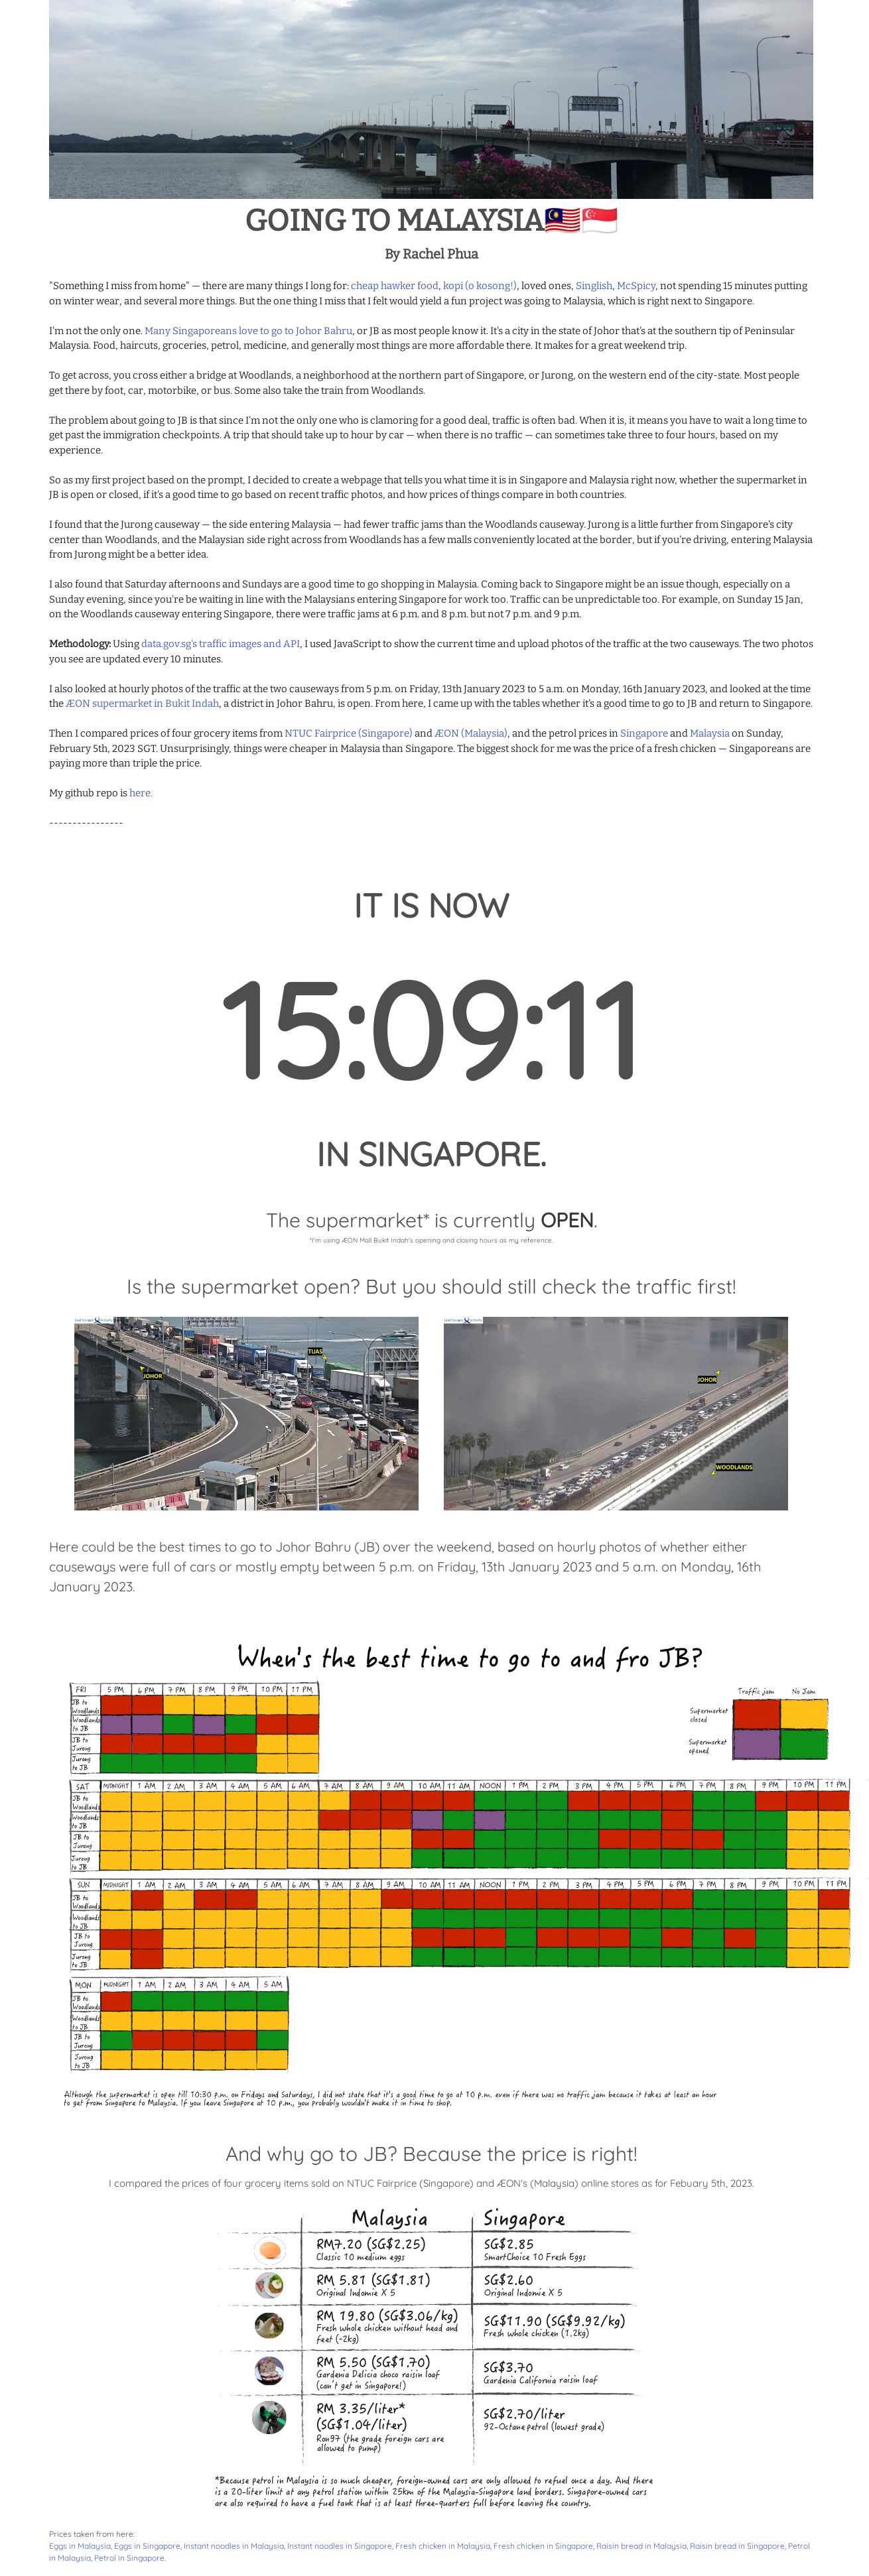 GOING TO MALAYSIA🇲🇾🇸🇬
By Rachel Phua
"Something I miss from home" — there are many things I long for: cheap hawker food, kopi (o kosong!), loved ones, Singlish, McSpicy, not spending 15 minutes putting
on winter wear, and several more things. But the one thing I miss that I felt would yield a fun project was going to Malaysia, which is right next to Singapore.
I'm not the only one. Many Singaporeans love to go to Johor Bahru, or JB as most people know it. It's a city in the state of Johor that's at the southern tip of Peninsular
Malaysia. Food, haircuts, groceries, petrol, medicine, and generally most things are more affordable there. It makes for a great weekend trip.
To get across, you cross either a bridge at Woodlands, a neighborhood at the northern part of Singapore, or Jurong, on the western end of the city-state. Most people
get there by foot, car, motorbike, or bus. Some also take the train from Woodlands.
The problem about going to JB is that since I'm not the only one who is clamoring for a good deal, traffic is often bad. When it is, it means you have to wait a long time to
get past the immigration checkpoints. A trip that should take up to hour by car — when there is no traffic — can sometimes take three to four hours, based on my
experience.
So as my first project based on the prompt, I decided to create a webpage that tells you what time it is in Singapore and Malaysia right now, whether the supermarket in
JB is open or closed, if it's a good time to go based on recent traffic photos, and how prices of things compare in both countries.
I found that the Jurong causeway — the side entering Malaysia — had fewer traffic jams than the Woodlands causeway. Jurong is a little further from Singapore's city
center than Woodlands, and the Malaysian side right across from Woodlands has a few malls conveniently located at the border, but if you're driving, entering Malaysia
from Jurong might be a better idea.
I also found that Saturday afternoons and Sundays are a good time to go shopping in Malaysia. Coming back to Singapore might be an issue though, especially on a
Sunday evening, since you're be waiting in line with the Malaysians entering Singapore for work too. Traffic can be unpredictable too. For example, on Sunday 15 Jan,
on the Woodlands causeway entering Singapore, there were traffic jams at 6 p.m. and 8 p.m. but not 7 p.m. and 9 p.m.
Methodology: Using data.gov.sg's traffic images and API, I used JavaScript to show the current time and upload photos of the traffic at the two causeways. The two photos
you see are updated every 10 minutes.
I also looked at hourly photos of the traffic at the two causeways from 5 p.m. on Friday, 13th January 2023 to 5 a.m. on Monday, 16th January 2023, and looked at the time
the ÆON supermarket in Bukit Indah, a district in Johor Bahru, is open. From here, I came up with the tables whether it's a good time to go to JB and return to Singapore.
Then I compared prices of four grocery items from NTUC Fairprice (Singapore) and ÆON (Malaysia), and the petrol prices in Singapore and Malaysia on Sunday,
February 5th, 2023 SGT. Unsurprisingly, things were cheaper in Malaysia than Singapore. The biggest shock for me was the price of a fresh chicken — Singaporeans are
paying more than triple the price.
My github repo is here.
----------------
IT IS NOW
15:09:11
IN SINGAPORE.
The supermarket* is currently OPEN.
*I'm using ÆON Mall Bukit Indah's opening and closing hours as my reference.
Is the supermarket open? But you should still check the traffic first!
TUAS
JOHOR
JOHOR
WOODLANDS
Here could be the best times to go to Johor Bahru (JB) over the weekend, based on hourly photos of whether either
causeways were full of cars or mostly empty between 5 p.m. on Friday, 13th January 2023 and 5 a.m. on Monday, 16th
January 2023.
When's the best time to go to and fro JB?
Traffic jam No Jam
Supermarket
closed
Supermarket
opened
FRI 5 PM 6 PM 7 PM 8 PM 9 PM 10 PM 11 PM
JB to
Woodlands
Woodlands
to JB
JB to
Jurong
Jurong
to JB
SAT MIDNIGHT 1 AM 2 AM 3 AM 4 AM 5 AM 6 AM 7 AM 8 AM 9 AM 10 AM 11 AM NOON 1 PM 2 PM 3 PM 4 PM 5 PM 6 PM 7 PM 8 PM 9 PM 10 PM 11 PM
JB to
Woodlands
Woodlands
to JB
JB to
Jurong
Jurong
to JB
SUN MIDNIGHT 1 AM 2 AM 3 AM 4 AM 5 AM 6 AM 7 AM 8 AM 9 AM 10 AM 11 AM NOON 1 PM 2 PM 3 PM 4 PM 5 PM 6 PM 7 PM 8 PM 9 PM 10 PM 11 PM
JB to
Woodlands
Woodlands
to JB
JB to
Jurong
Jurong
to JB
MON MIDNIGHT 1 AM 2 AM 3 AM 4 AM 5 AM
JB to
Woodlands
Woodlands
to JB
JB to
Jurong
Jurong
to JB
Although the supermarket is open till 10:30 p.m. on Fridays and Saturdays, I did not state that it's a good time to go at 10 p.m. even if there was no traffic jam because it takes at least an hour
to get from Singapore to Malaysia. If you leave Singapore at 10 p.m., you probably wouldn't make it in time to shop.
And why go to JB? Because the price is right!
I compared the prices of four grocery items sold on NTUC Fairprice (Singapore) and ÆON's (Malaysia) online stores as for Febuary 5th, 2023.
Malaysia Singapore
RM7.20 (SG$2.25)
Classic 10 medium eggs
SG$2.85
SmartChoice 10 Fresh Eggs
RM 5.81 (SG$1.81)
Original Indomie X 5
SG$2.60
Original Indomie X 5
RM 19.80 (SG$3.06/kg)
Fresh whole chicken without head and
feet (~2kg)
SG$11.90 (SG$9.92/kg)
Fresh whole chicken (1.2kg)
RM 5.50 (SG$1.70)
Gardenia Delicia choco raisin loaf
(can't get in Singapore!)
SG$3.70
Gardenia California raisin loaf
RM 3.35/liter*
(SG$1.04/liter)
Ron97 (the grade foreign cars are
allowed to pump)
SG$2.70/liter
92-Octane petrol (lowest grade)
*Because petrol in Malaysia is so much cheaper, foreign-owned cars are only allowed to refuel once a day. And there
is a 20-liter limit at any petrol station within 25km of the Malaysia-Singapore land borders. Singapore-owned cars
are also required to have a fuel tank that is at least three-quarters full before leaving the country.
Prices taken from here:
Eggs in Malaysia, Eggs in Singapore, Instant noodles in Malaysia, Instant noodles in Singapore, Fresh chicken in Malaysia, Fresh chicken in Singapore, Raisin bread in Malaysia, Raisin bread in Singapore, Petrol
in Malaysia, Petrol in Singapore.